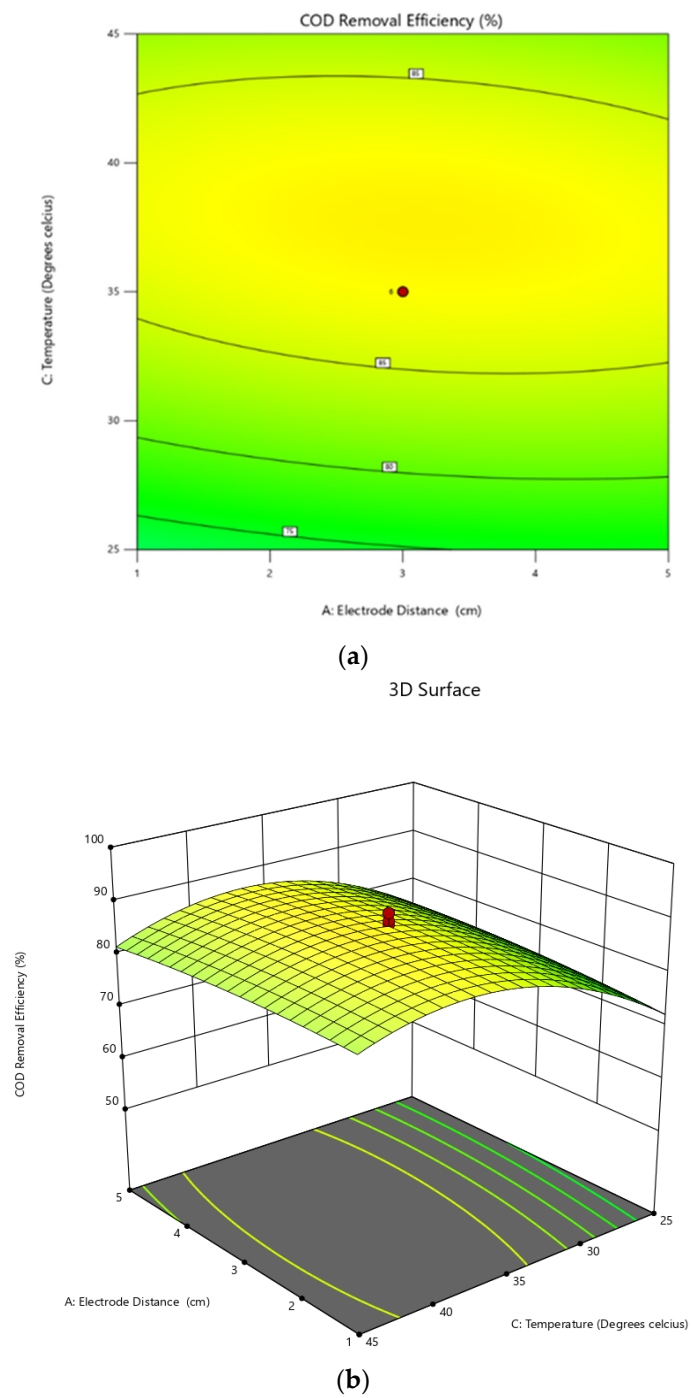 COD Removal Efficiency (%)
45
40
35
30
25
C: Temperature (Degrees celcius)
85
6
85
80
75
1 2 3 4 5
A: Electrode Distance (cm)
(a)
3D Surface
100
90
80
70
60
50
COD Removal Efficiency (%)
5
4
3
2
1
A: Electrode Distance (cm)
45
40
35
30
25
C: Temperature (Degrees celcius)
(b)